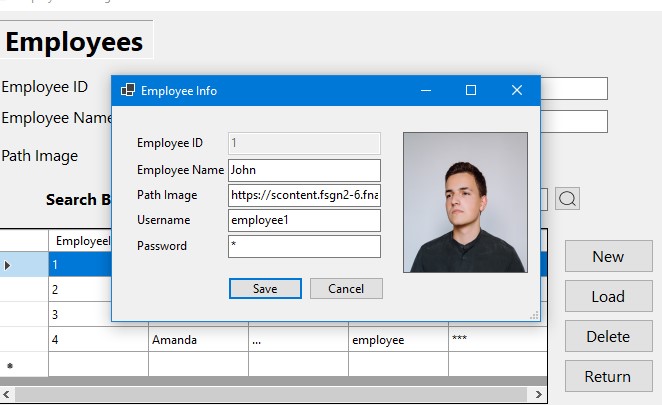 Employees
Employee ID
Employee Name
Path Image
Search B
Employee Info
Employee ID 1
Employee Name John
Path Image https://scontent.fsgn2-6.fna
Username employee1
Password *
Save Cancel
EmployeeI
1
2
3
4 Amanda ... employee ***
*
New
Load
Delete
Return